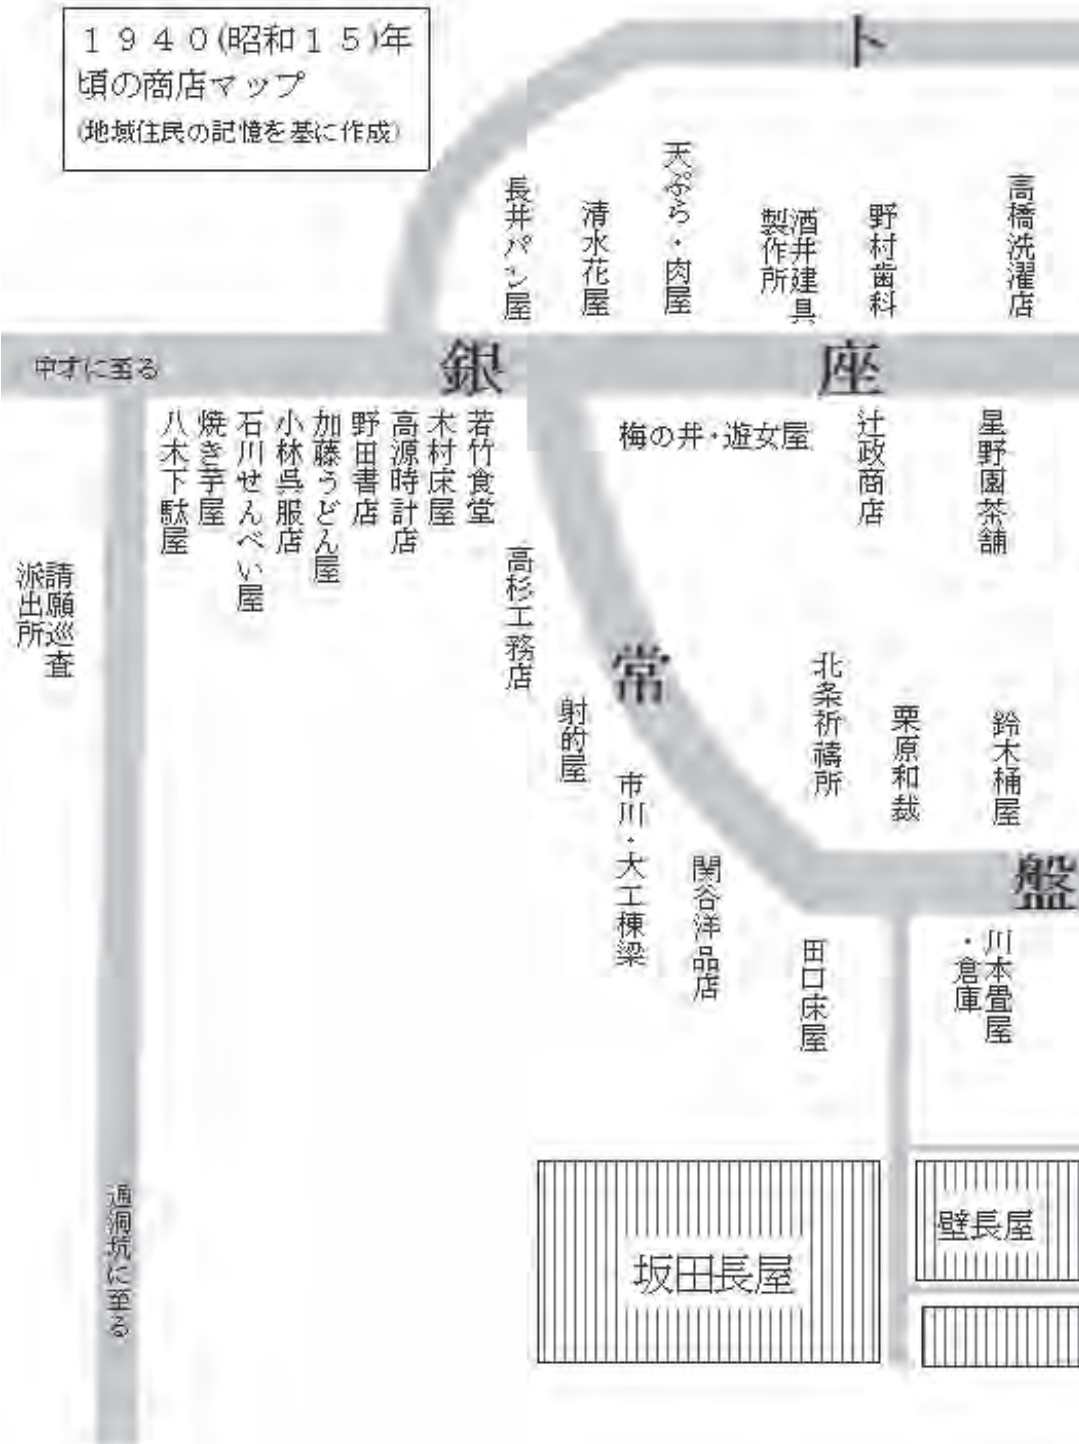 １９４０(昭和１５)年
頃の商店マップ
(地域住民の記憶を基に作成)
ト
長井パン屋
清水花屋
天ぷら・肉屋
酒井建具
製作所
野村歯科
高橋洗濯店
中才に至る
銀
座
八木下駄屋
焼き芋屋
石川せんべい屋
小林呉服店
加藤うどん屋
野田書店
高源時計店
木村床屋
若竹食堂
梅の井・遊女屋
辻政商店
星野園茶舗
請願巡査
派出所
高杉工務店
常
射的屋
市川・大工棟梁
関谷洋品店
北条祈禱所
栗原和裁
鈴木桶屋
盤
田口床屋
川本畳屋
・倉庫
通洞坑に至る
坂田長屋
壁長屋